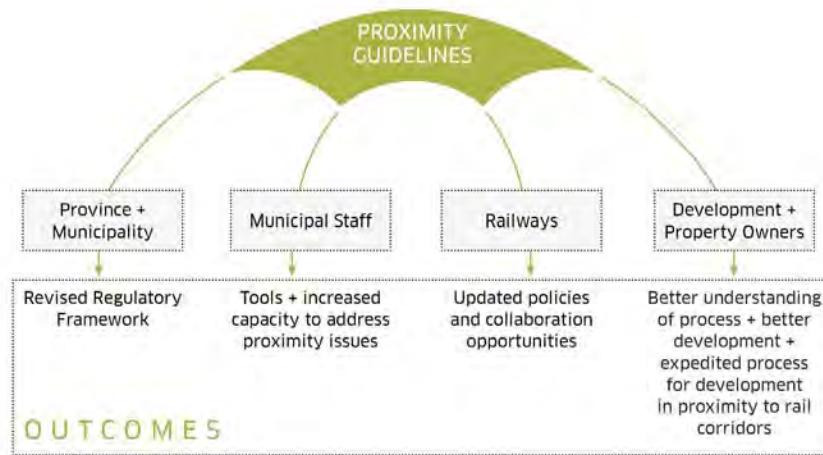 PROXIMITY
GUIDELINES
Province +
Municipality
Municipal Staff
Railways
Development +
Property Owners
Revised Regulatory
Framework
Tools + increased
capacity to address
proximity issues
Updated policies
and collaboration
opportunities
Better understanding
of process + better
development +
expedited process
for development
in proximity to rail
corridors
OUTCOMES